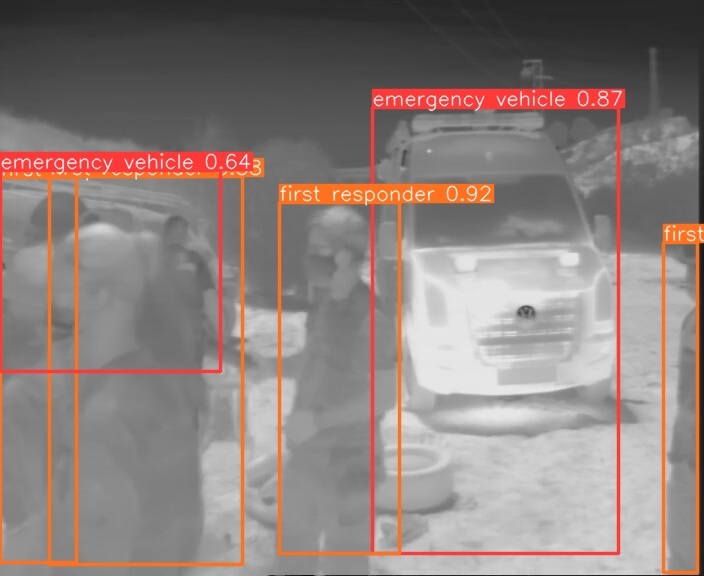 emergency vehicle 0.87
emergency vehicle 0.64
first responder 0.92
first